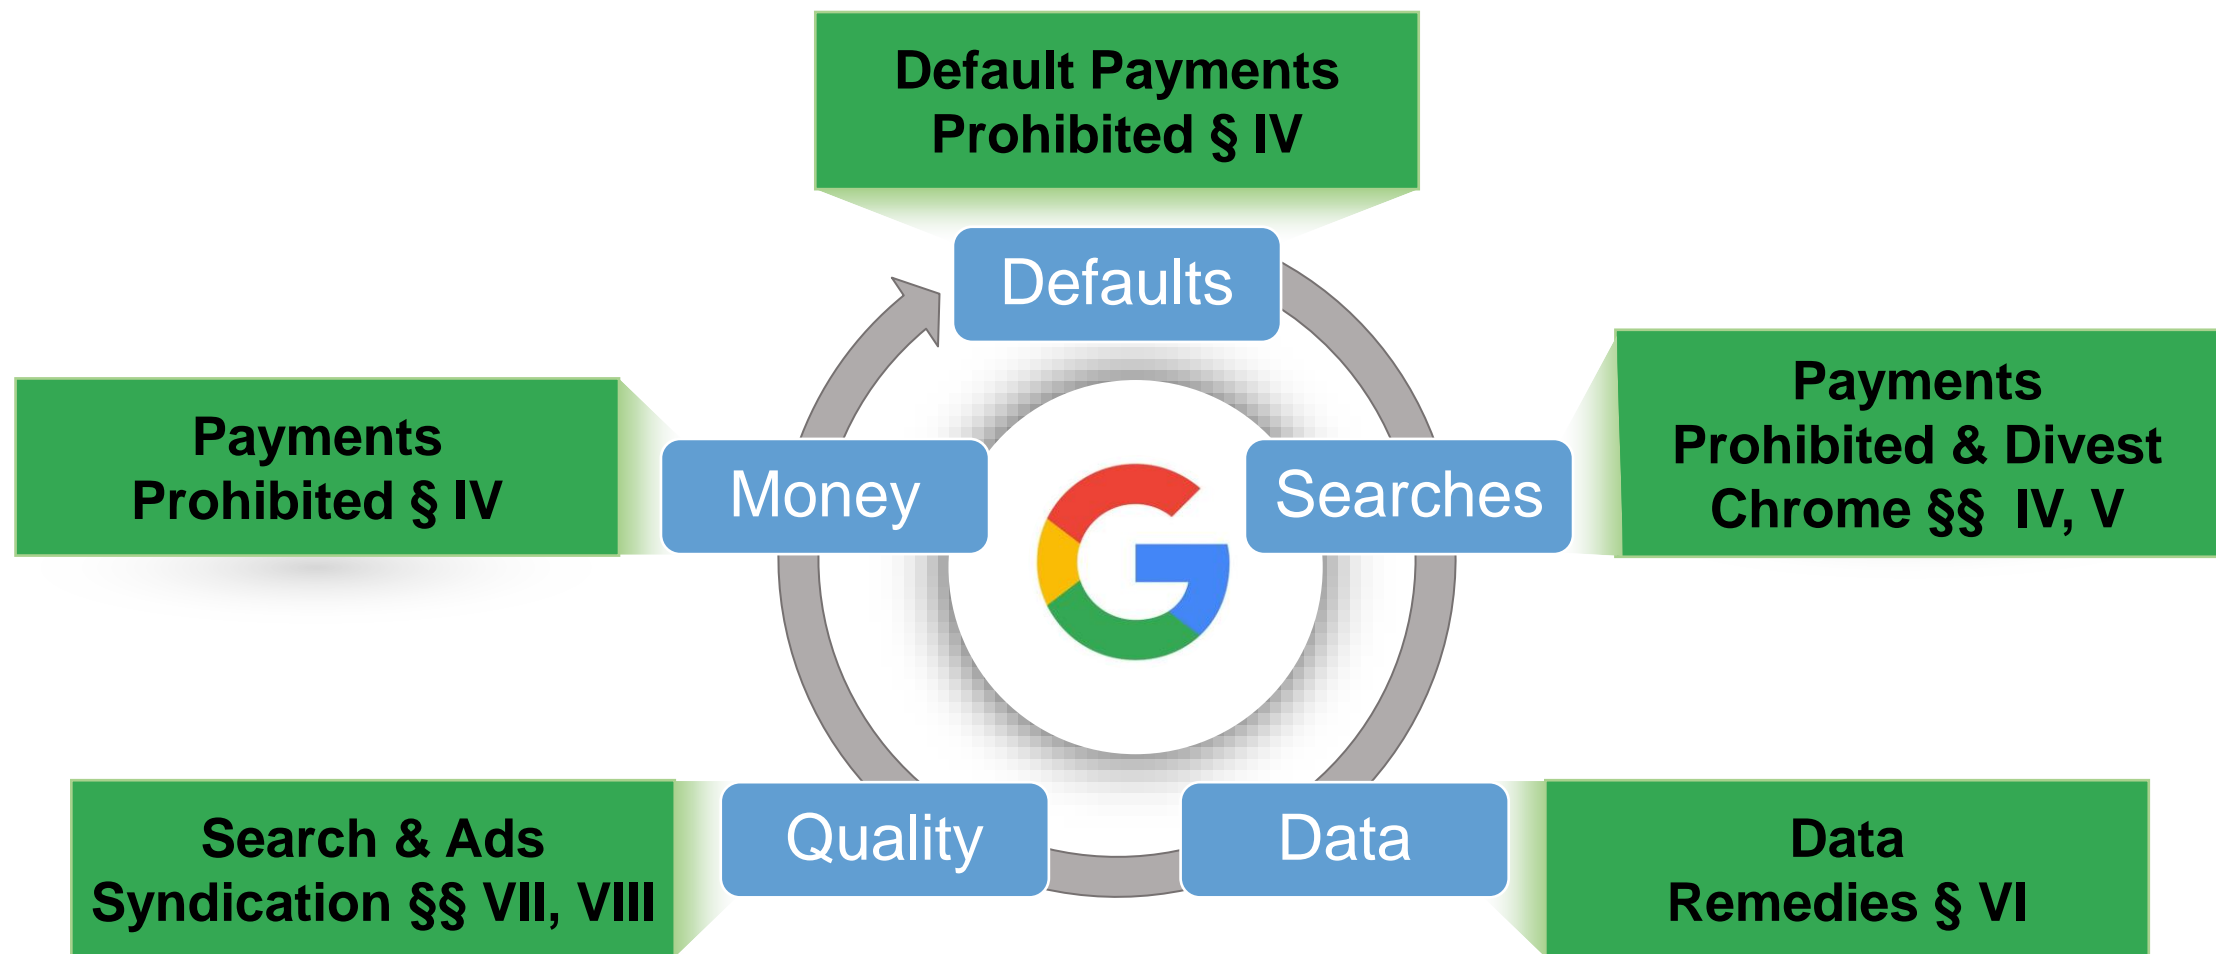 Default Payments
Prohibited § IV
Defaults
Payments
Prohibited § IV
Money
Searches
Payments
Prohibited & Divest
Chrome §§ IV, V
Search & Ads
Syndication §§ VII, VIII
Quality
Data
Data
Remedies § VI